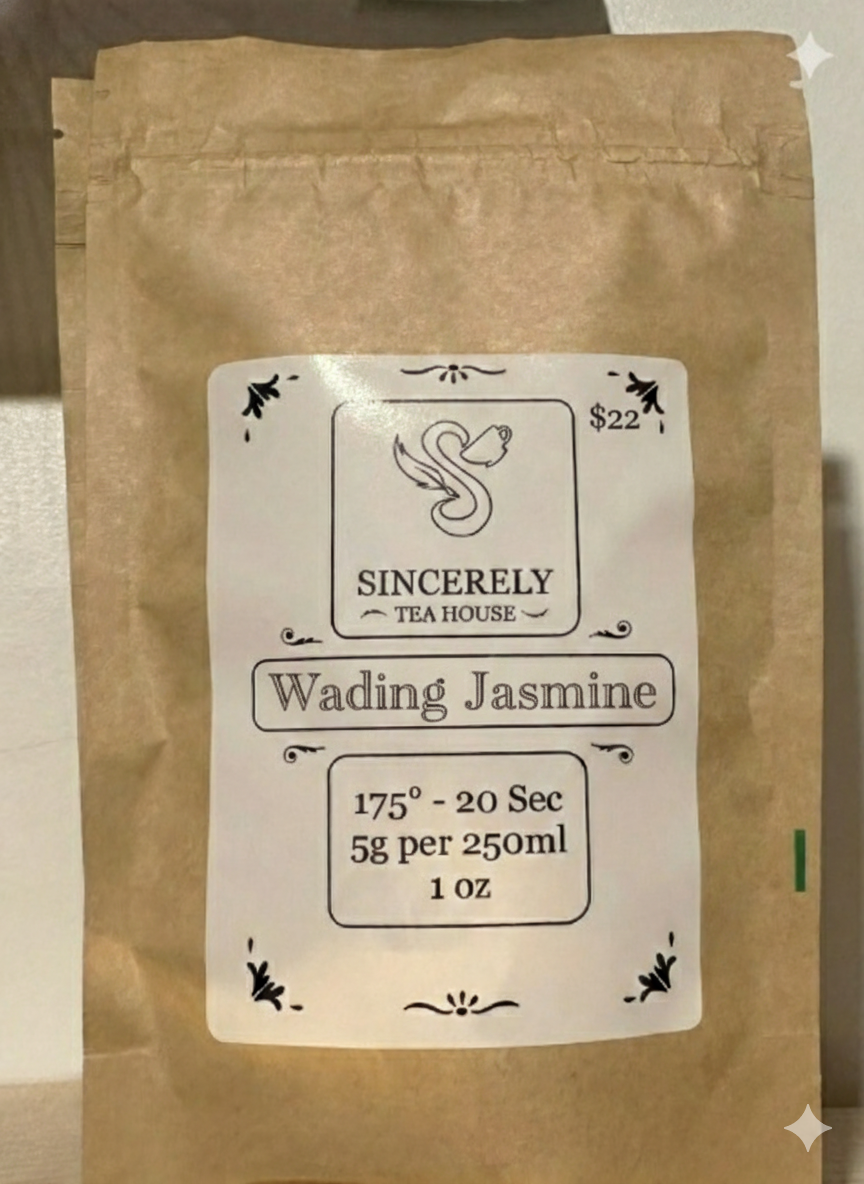 $22
SINCERELY
TEA HOUSE
Wading Jasmine
175° - 20 Sec
5g per 250ml
1 oz